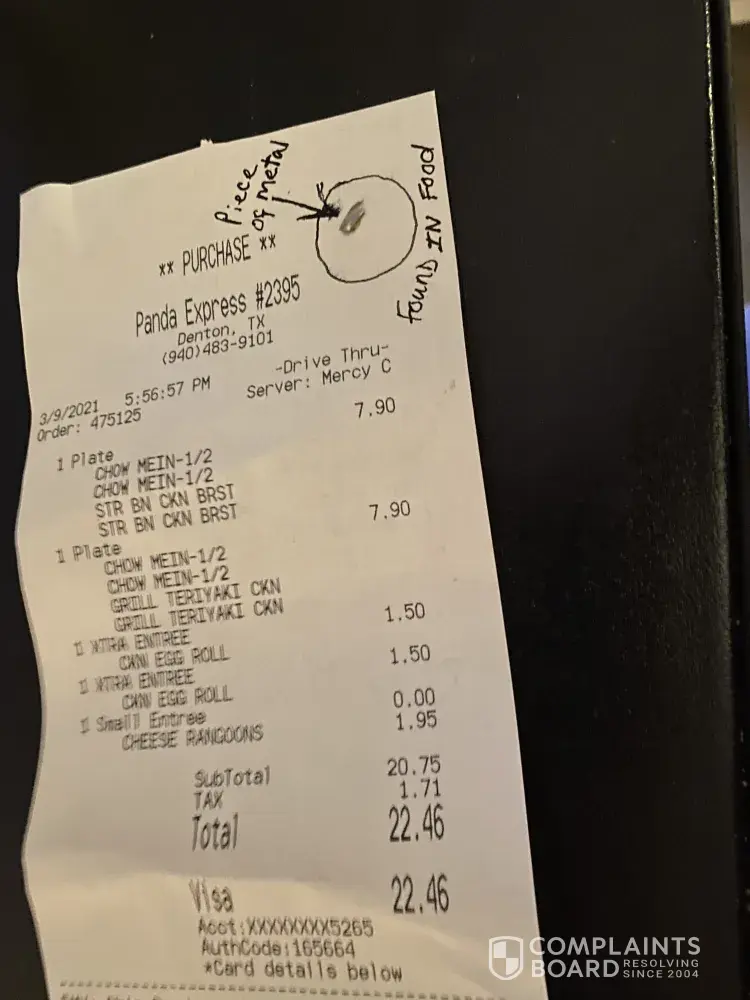 Piece
of metal
Found IN Food
** PURCHASE **
Panda Express #2395
Denton, TX
(940)483-9101
-Drive Thru-
3/9/2021 5:56:57 PM
Server: Mercy C
Order: 475125
1 Plate 7.90
CHOW MEIN-1/2
CHOW MEIN-1/2
STR BN CKN BRST
STR BN CKN BRST
1 Plate 7.90
CHOW MEIN-1/2
CHOW MEIN-1/2
GRILL TERIYAKI CKN
GRILL TERIYAKI CKN
1 XTRA ENTREE 1.50
CKN EGG ROLL
1 XTRA ENTREE 1.50
CKN EGG ROLL
1 Small Entree 0.00
CHEESE RANGOONS 1.95
SubTotal 20.75
TAX 1.71
Total 22.46
Visa 22.46
Acct:XXXXXXXX5265
AuthCode:165664
*Card details below
COMPLAINTS
BOARD
RESOLVING
SINCE 2004